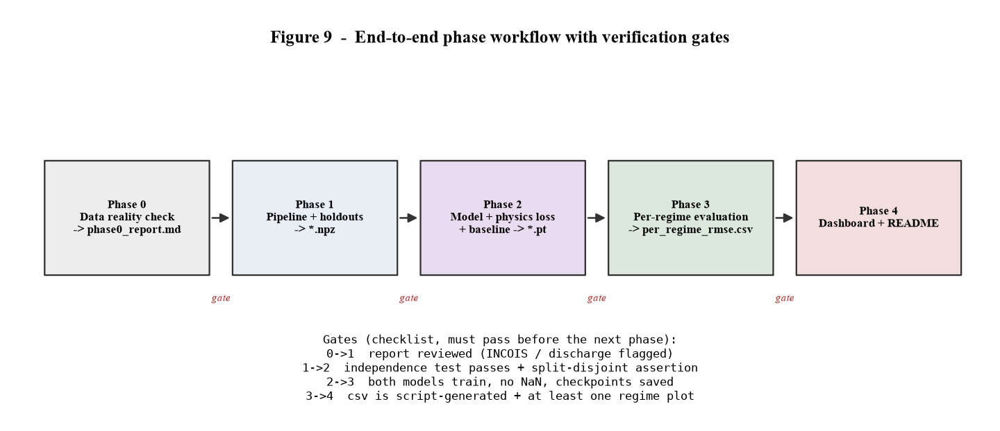 Figure 9 - End-to-end phase workflow with verification gates
Phase 0
Data reality check
-> phase0_report.md
Phase 1
Pipeline + holdouts
-> *.npz
Phase 2
Model + physics loss
+ baseline -> *.pt
Phase 3
Per-regime evaluation
-> per_regime_rmse.csv
Phase 4
Dashboard + README
gate
gate
gate
gate
Gates (checklist, must pass before the next phase):
0->1 report reviewed (INCOIS / discharge flagged)
1->2 independence test passes + split-disjoint assertion
2->3 both models train, no NaN, checkpoints saved
3->4 csv is script-generated + at least one regime plot